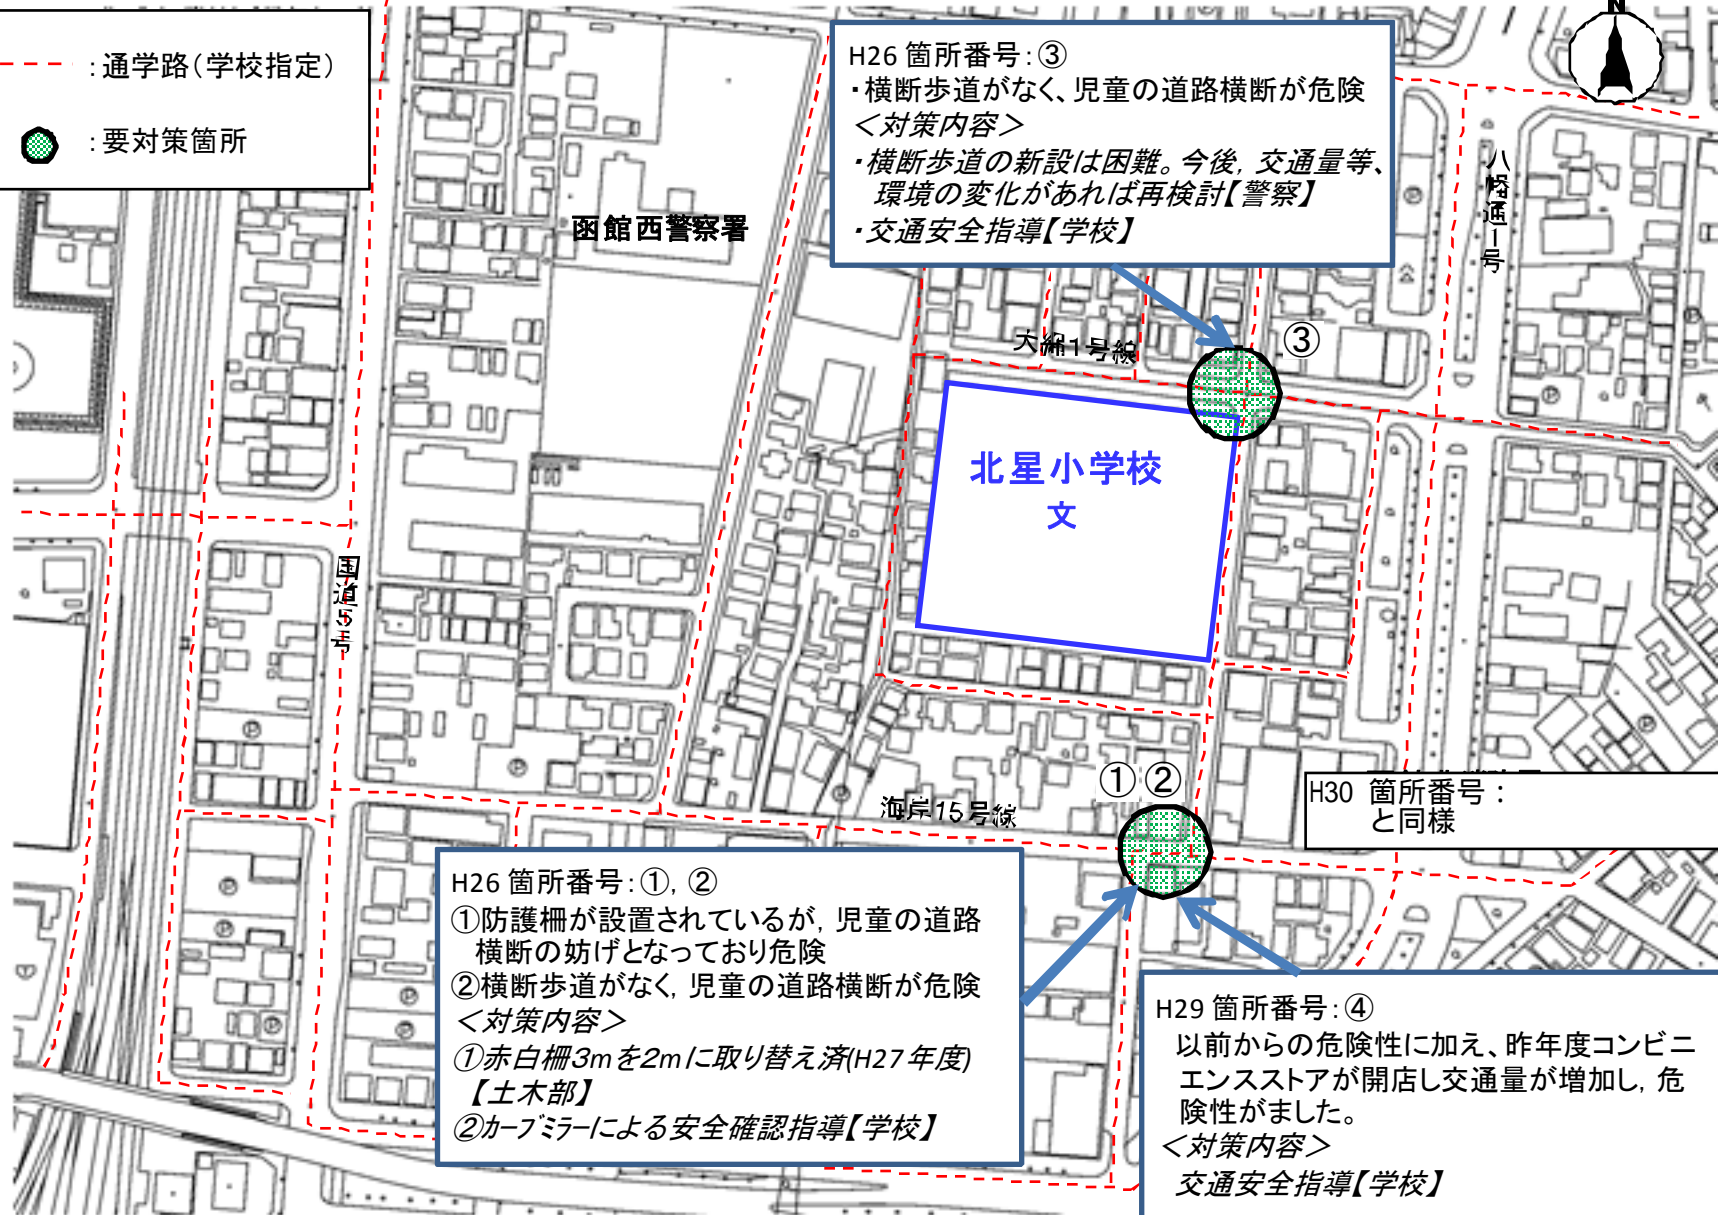 :通学路（学校指定）
:要対策箇所
N
H26 箇所番号:③
・横断歩道がなく、児童の道路横断が危険
＜対策内容＞
・横断歩道の新設は困難。今後,交通量等、
環境の変化があれば再検討【警察】
・交通安全指導【学校】
函館西警察署
八幡通1号
大縄1号線
③
北星小学校
文
国道5号
①②
海岸15号線
H30 箇所番号：
と同様
H26 箇所番号:①, ②
①防護柵が設置されているが, 児童の道路
横断の妨げとなっており危険
②横断歩道がなく, 児童の道路横断が危険
＜対策内容＞
①赤白柵3mを2mに取り替え済(H27年度)
【土木部】
②カーブミラーによる安全確認指導【学校】
H29 箇所番号:④
以前からの危険性に加え、昨年度コンビニ
エンスストアが開店し交通量が増加し, 危
険性がました。
＜対策内容＞
交通安全指導【学校】